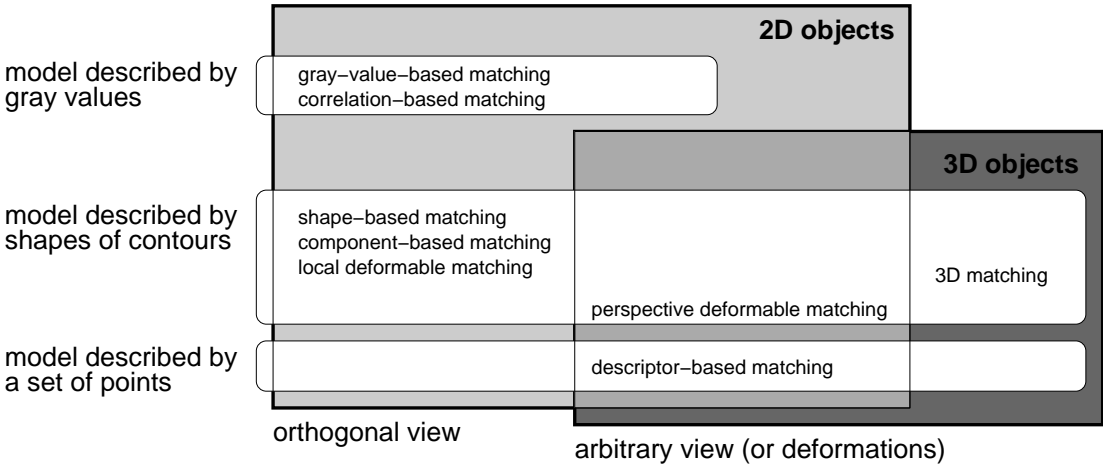 2D objects
model described by
gray values
gray−value−based matching
correlation−based matching
3D objects
model described by
shapes of contours
shape−based matching
component−based matching
local deformable matching
3D matching
perspective deformable matching
model described by
a set of points
descriptor−based matching
orthogonal view
arbitrary view (or deformations)